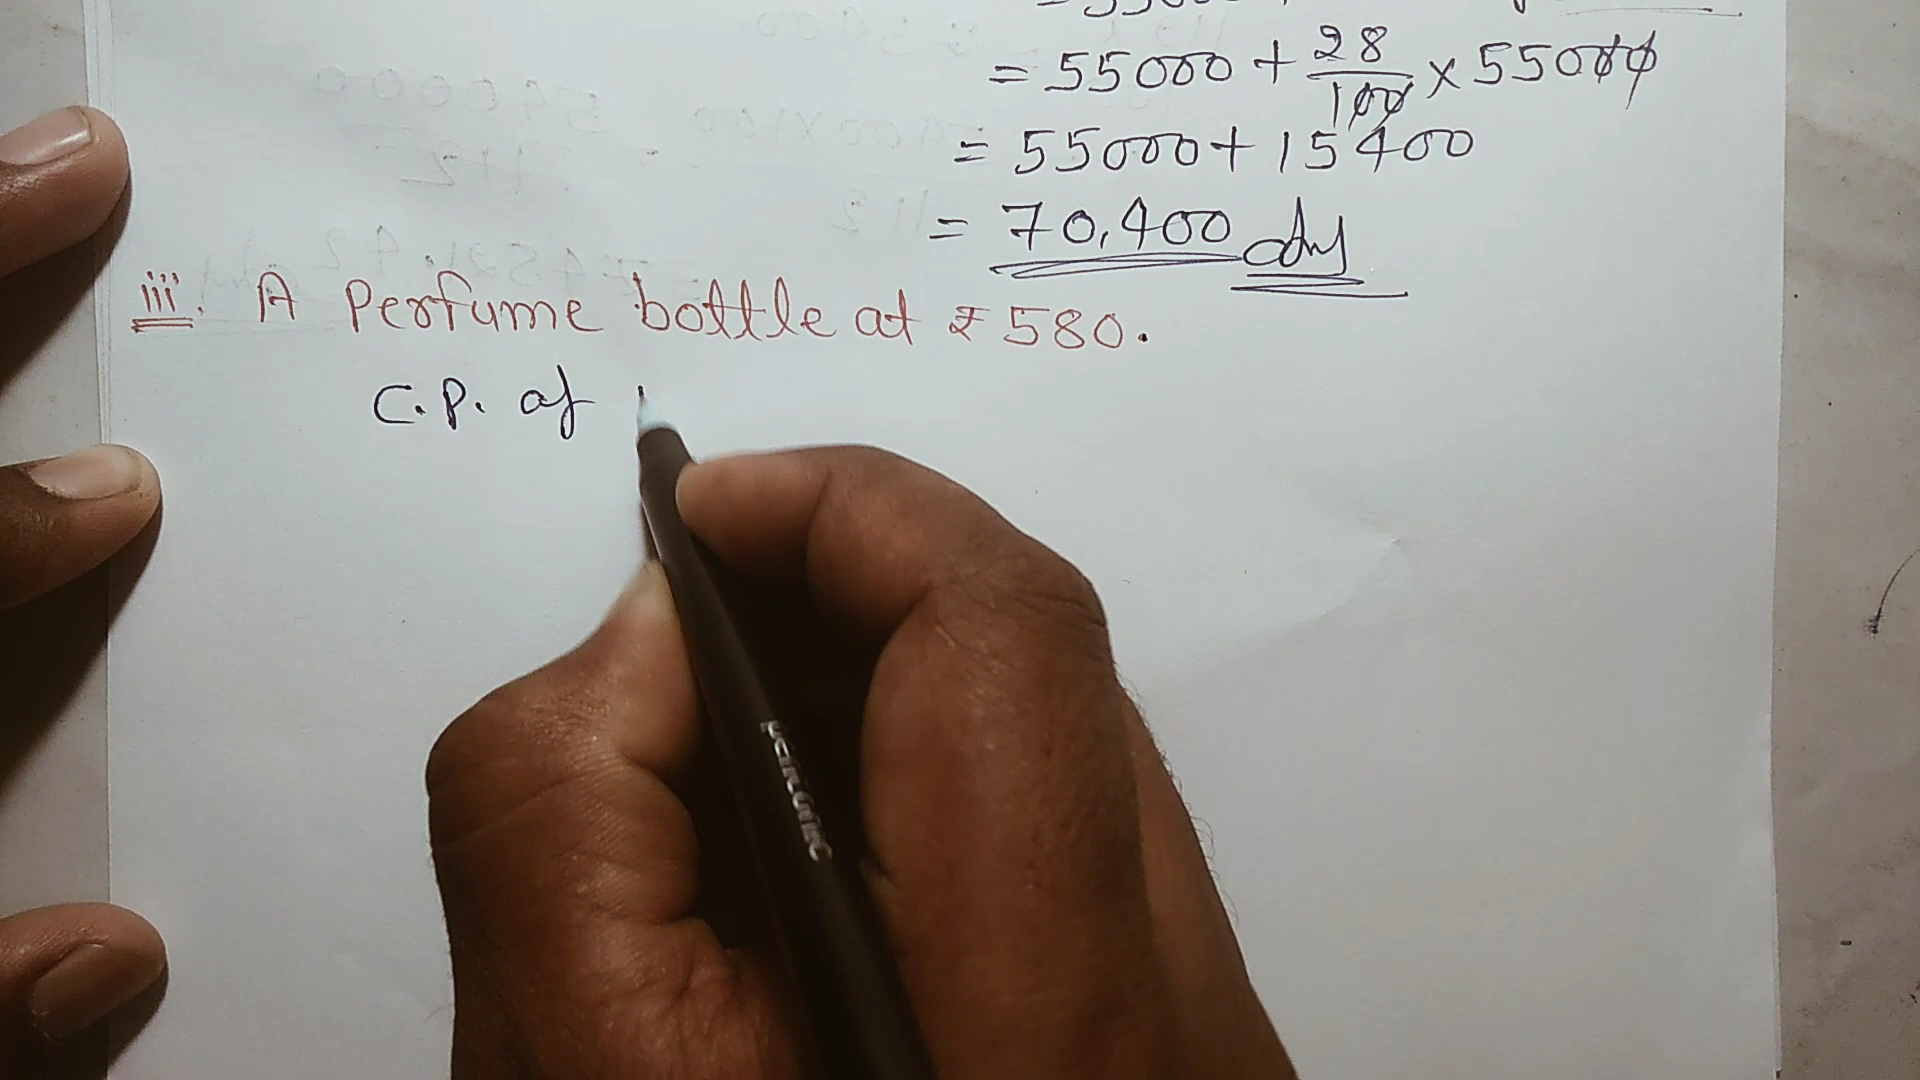 = 55000 + 28/100 × 55000
= 55000 + 15400
= 70,400 Ans
iii. A Perfume bottle at ₹ 580.
C.P. of